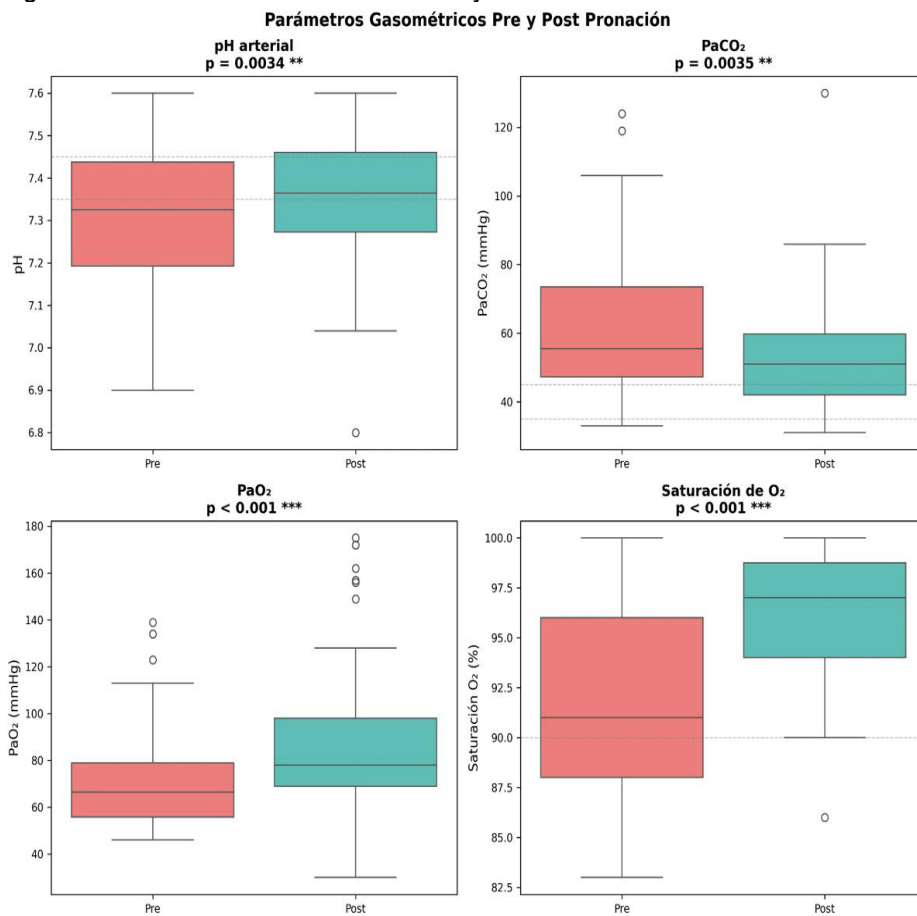 Parámetros Gasométricos Pre y Post Pronación
pH arterial
p = 0.0034 **
7.6
7.5
7.4
7.3
7.2
7.1
7.0
6.9
6.8
pH
Pre
Post
PaCO₂
p = 0.0035 **
120
100
80
60
40
PaCO₂ (mmHg)
Pre
Post
PaO₂
p < 0.001 ***
180
160
140
120
100
80
60
40
PaO₂ (mmHg)
Pre
Post
Saturación de O₂
p < 0.001 ***
100.0
97.5
95.0
92.5
90.0
87.5
85.0
82.5
Saturación O₂ (%)
Pre
Post